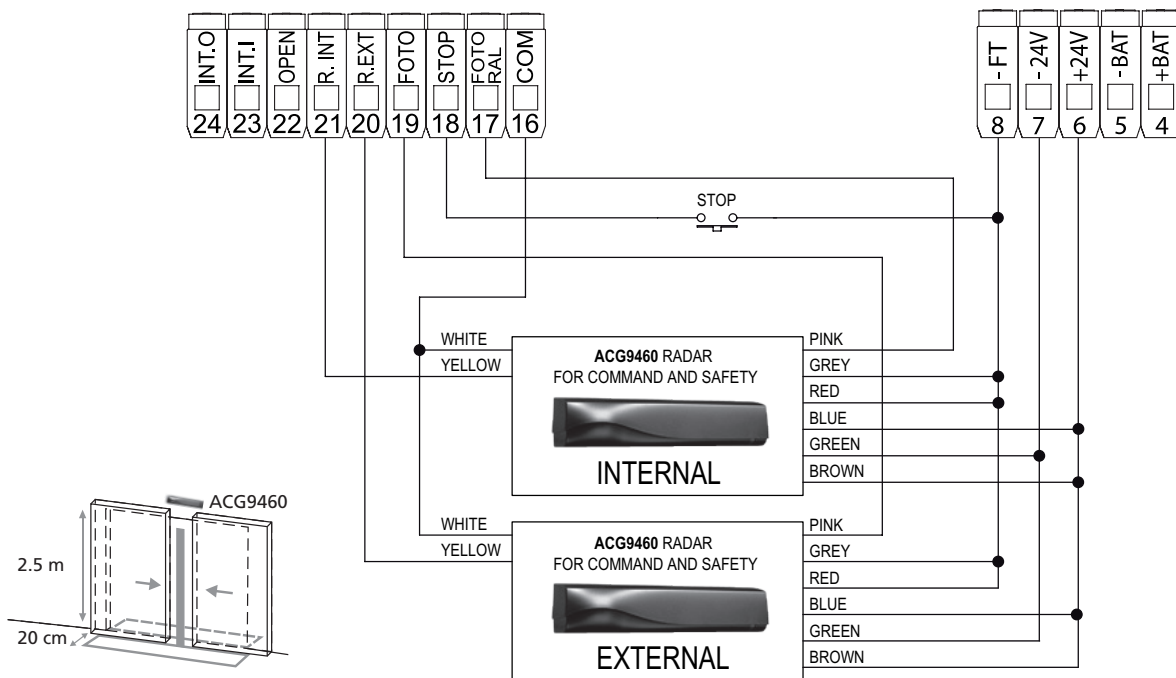 INT.O
INT.I
OPEN
R. INT
R.EXT
FOTO
STOP
FOTO
RAL
COM
24
23
22
21
20
19
18
17
16
- FT
- 24V
+24V
-BAT
+BAT
8
7
6
5
4
STOP
WHITE
YELLOW
ACG9460 RADAR
FOR COMMAND AND SAFETY
INTERNAL
PINK
GREY
RED
BLUE
GREEN
BROWN
WHITE
YELLOW
ACG9460 RADAR
FOR COMMAND AND SAFETY
EXTERNAL
PINK
GREY
RED
BLUE
GREEN
BROWN
ACG9460
2.5 m
20 cm